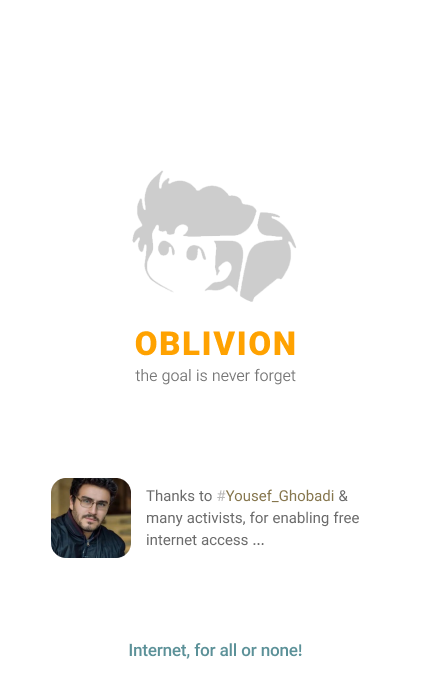 OBLIVION
the goal is never forget
Thanks to #Yousef_Ghobadi &
many activists, for enabling free
internet access ...
Internet, for all or none!